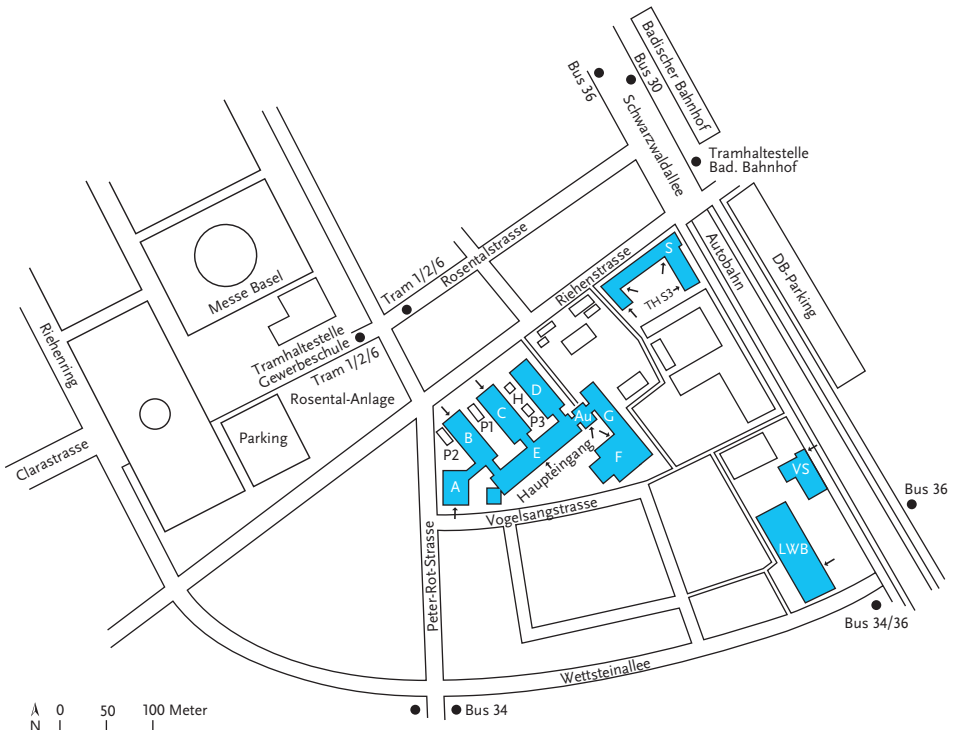 Badischer Bahnhof
Bus 36
Bus 30
Schwarzwaldallee
Tramhaltestelle
Bad. Bahnhof
Autobahn
DB-Parking
Riehenstrasse
S
TH S3
Rosentalstrasse
Tram 1/2/6
Messe Basel
Tramhaltestelle
Gewerbeschule
Tram 1/2/6
Rosental-Anlage
Riehenring
Clarastrasse
Parking
D
H
C
P3
P1
B
P2
E
A
Au
G
F
Haupteingang
Vogelsangstrasse
Peter-Rot-Strasse
VS
LWB
Bus 36
Bus 34/36
Wettsteinallee
Bus 34
N
0 50 100 Meter